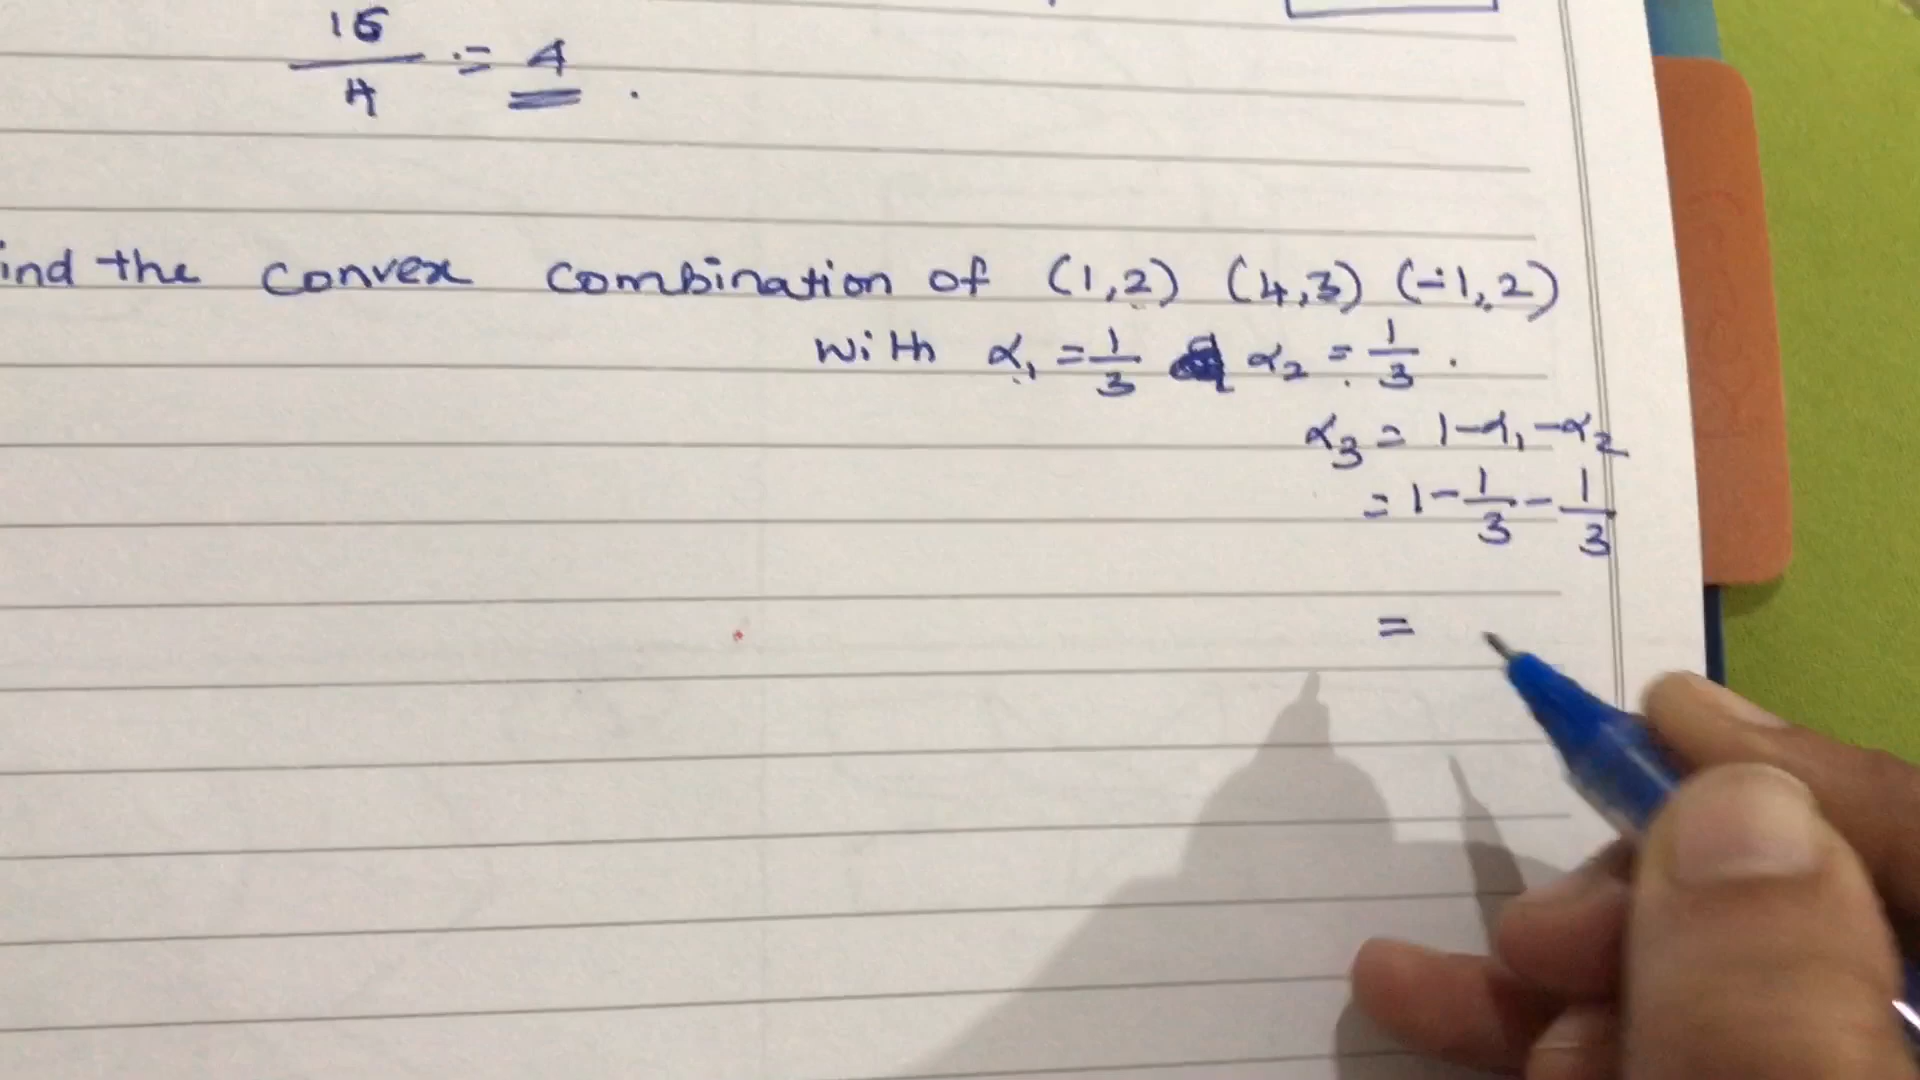 16
4 = 4 .
ind the convex combination of (1,2) (4,3) (-1,2)
with α₁ = 1/3 α₂ = 1/3 .
α₃ = 1-α₁-α₂
= 1 - 1/3 - 1/3
=